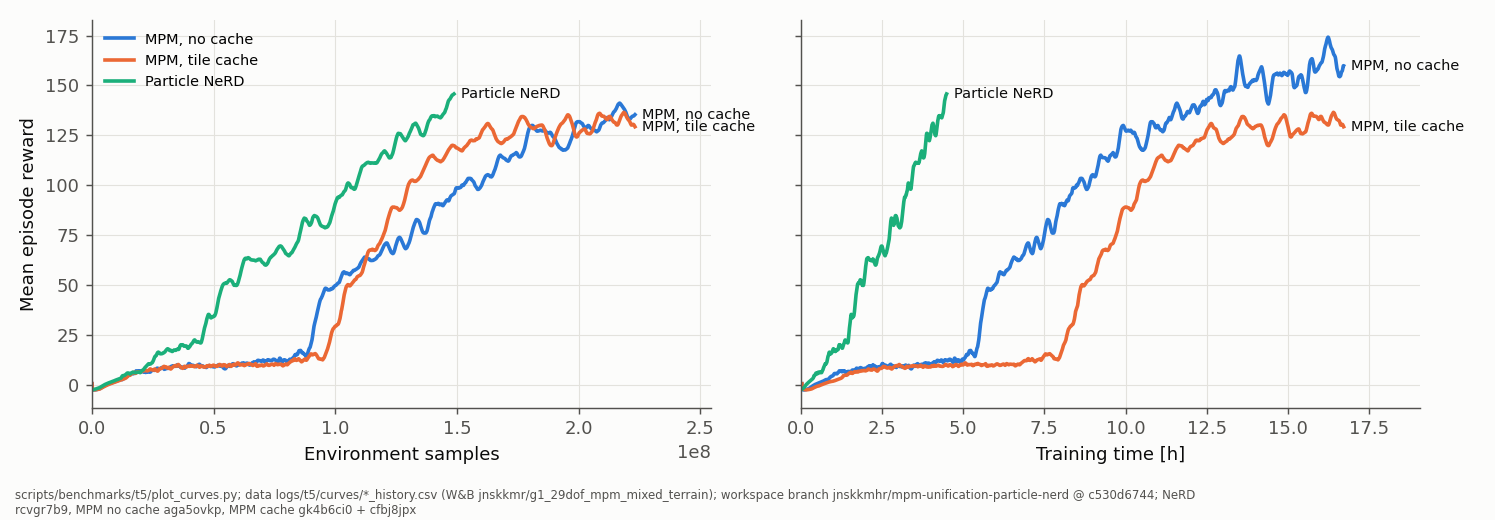 175
150
125
100
75
50
25
0
Mean episode reward
MPM, no cache
MPM, tile cache
Particle NeRD
Particle NeRD
MPM, no cache
MPM, tile cache
0.0 0.5 1.0 1.5 2.0 2.5
1e8
Environment samples
Particle NeRD
MPM, no cache
MPM, tile cache
0.0 2.5 5.0 7.5 10.0 12.5 15.0 17.5
Training time [h]
scripts/benchmarks/t5/plot_curves.py; data logs/t5/curves/*_history.csv (W&B jnskkmr/g1_29dof_mpm_mixed_terrain); workspace branch jnskkmhr/mpm-unification-particle-nerd @ c530d6744; NeRD
rcvgr7b9, MPM no cache aga5ovkp, MPM cache gk4b6ci0 + cfbj8jpx